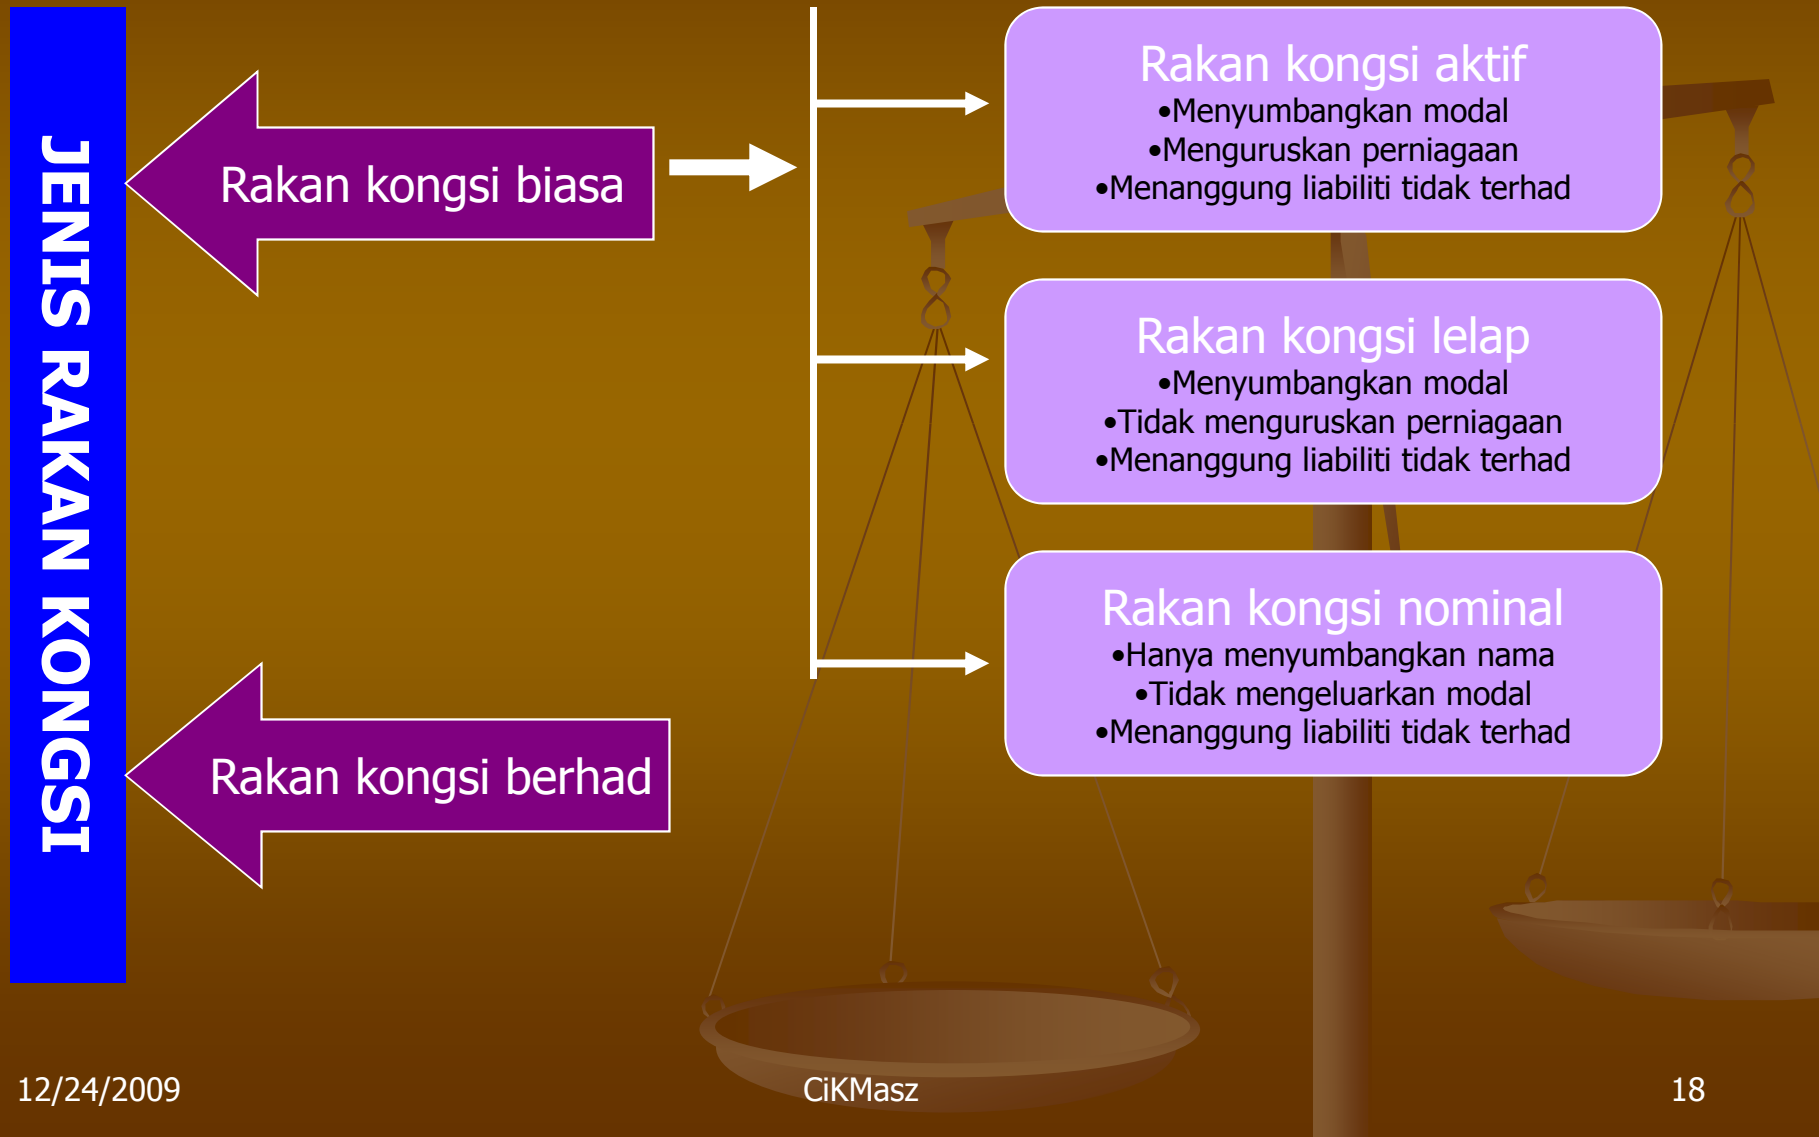 JENIS RAKAN KONGSI
Rakan kongsi biasa
Rakan kongsi aktif
•Menyumbangkan modal
•Menguruskan perniagaan
•Menanggung liabiliti tidak terhad
Rakan kongsi lelap
•Menyumbangkan modal
•Tidak menguruskan perniagaan
•Menanggung liabiliti tidak terhad
Rakan kongsi nominal
•Hanya menyumbangkan nama
•Tidak mengeluarkan modal
•Menanggung liabiliti tidak terhad
Rakan kongsi berhad
12/24/2009
CiKMasz
18